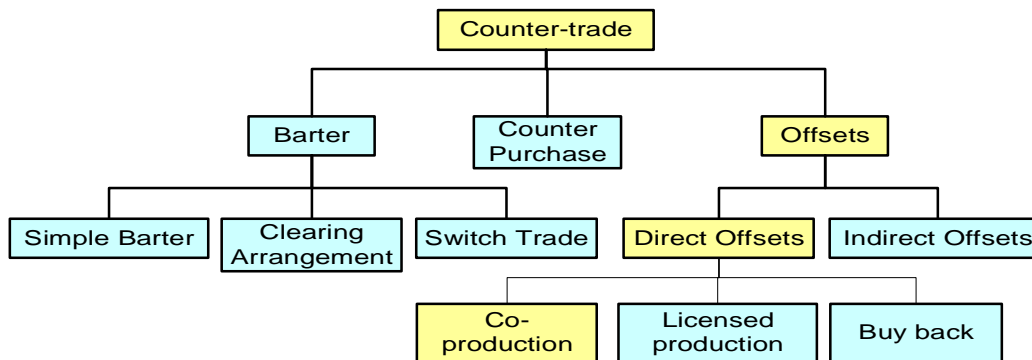 Counter-trade
Barter
Counter
Purchase
Offsets
Simple Barter
Clearing
Arrangement
Switch Trade
Direct Offsets
Indirect Offsets
Co-
production
Licensed
production
Buy back